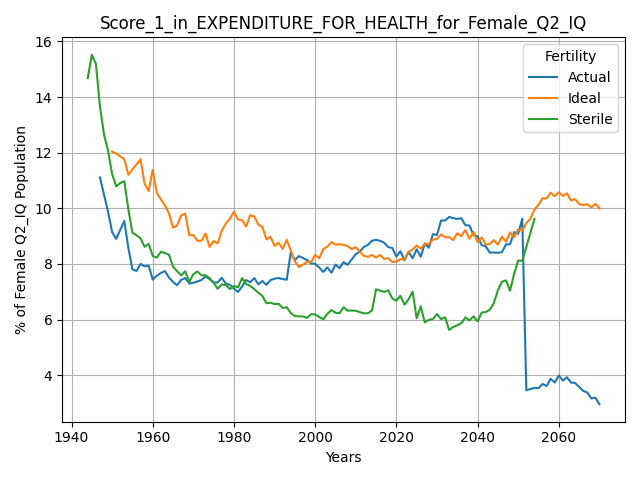 Score_1_in_EXPENDITURE_FOR_HEALTH_for_Female_Q2_IQ
16
14
12
10
8
6
4
% of Female Q2_IQ Population
Fertility
Actual
Ideal
Sterile
1940 1960 1980 2000 2020 2040 2060
Years